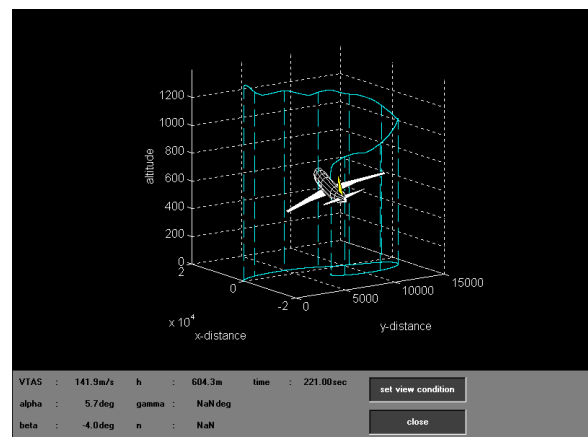 1200
1000
800
600
400
200
0
altitude
2
0
-2
x 10^4
x-distance
0
5000
10000
15000
y-distance
VTAS : 141.9m/s h : 604.3m time : 221.00sec
set view condition
alpha : 5.7deg gamma : NaNdeg
beta : -4.0deg n : NaN
close